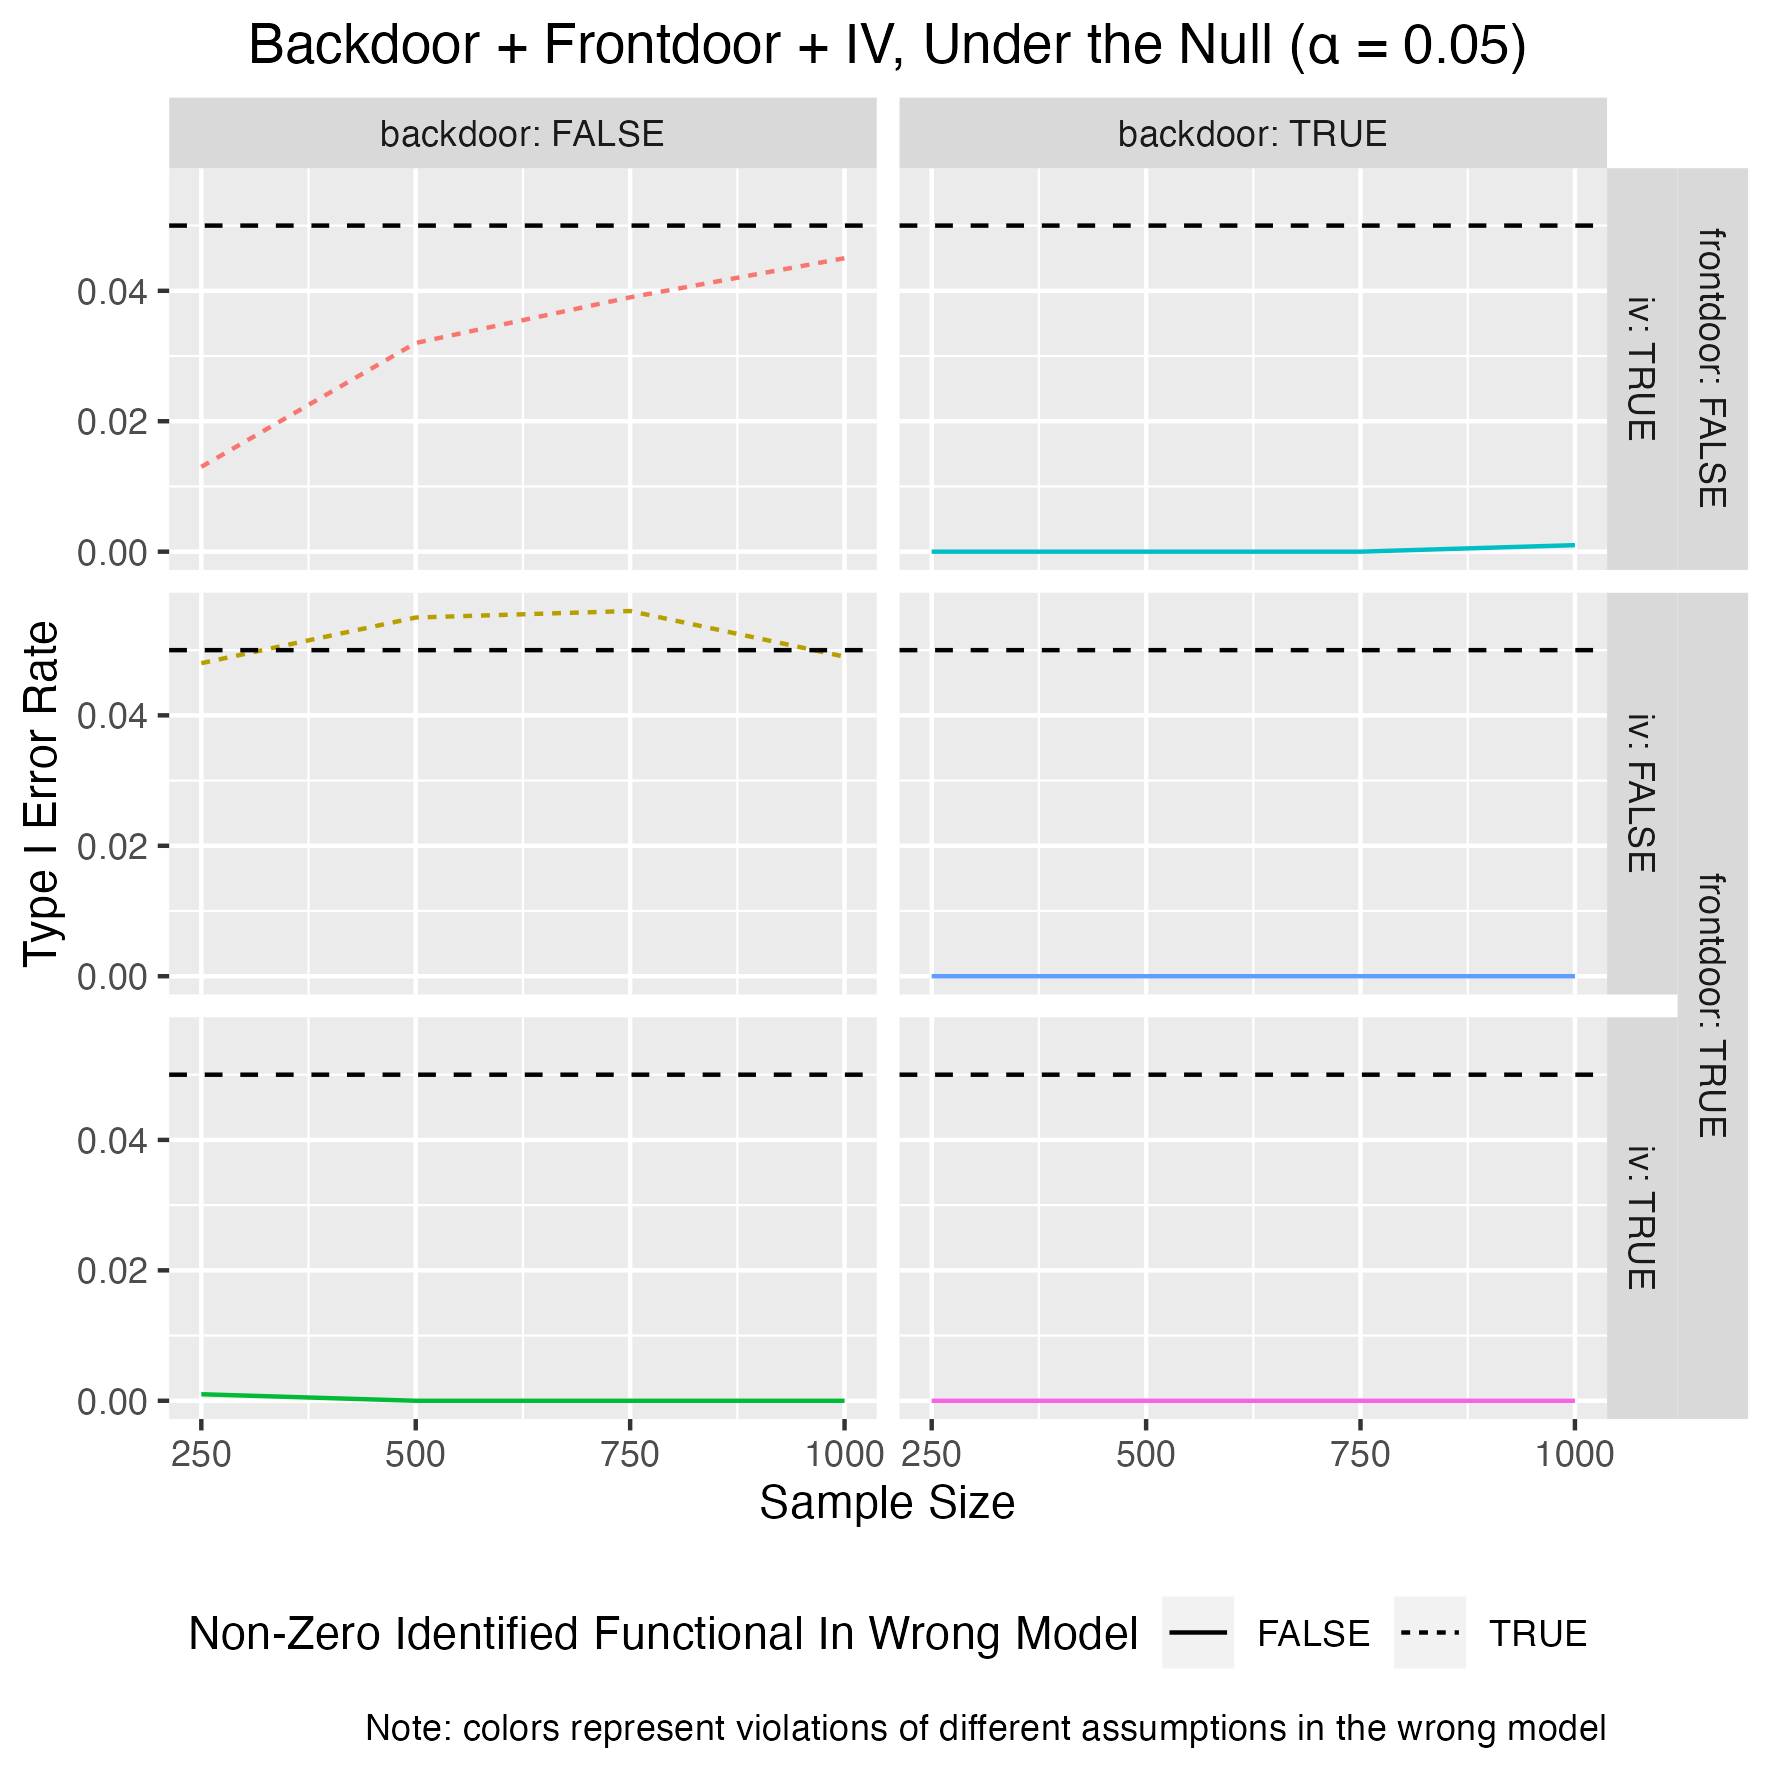 Backdoor + Frontdoor + IV, Under the Null (α = 0.05)
backdoor: FALSE
backdoor: TRUE
0.04
0.02
0.00
iv: TRUE
frontdoor: FALSE
Type I Error Rate
0.04
0.02
0.00
iv: FALSE
frontdoor: TRUE
0.04
0.02
0.00
iv: TRUE
250 500 750 1000 250 500 750 1000
Sample Size
Non-Zero Identified Functional In Wrong Model FALSE TRUE
Note: colors represent violations of different assumptions in the wrong model